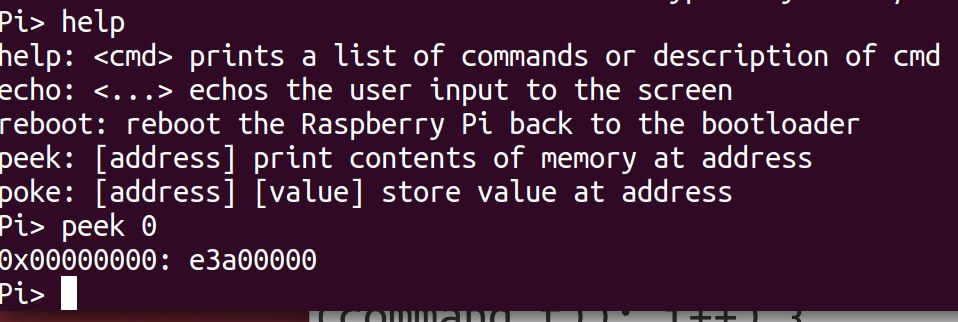 Pi> help
help: <cmd> prints a list of commands or description of cmd
echo: <...> echos the user input to the screen
reboot: reboot the Raspberry Pi back to the bootloader
peek: [address] print contents of memory at address
poke: [address] [value] store value at address
Pi> peek 0
0x00000000: e3a00000
Pi>